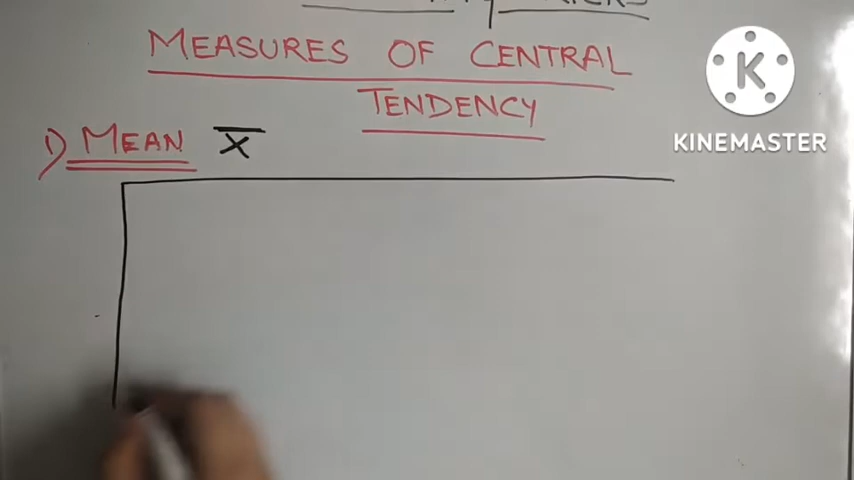 MEASURES OF CENTRAL
TENDENCY
1) MEAN X̅
KINEMASTER